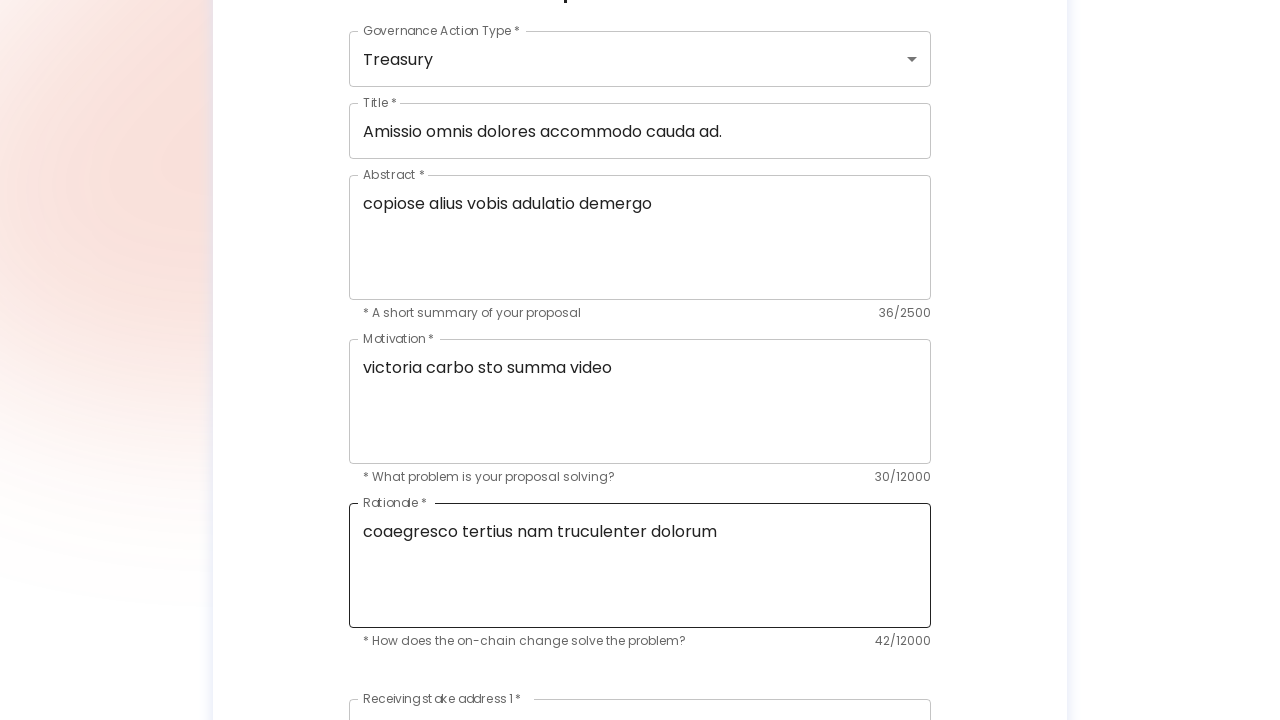 Governance Action Type *
Treasury
Title *
Amissio omnis dolores accommodo cauda ad.
Abstract *
copiose alius vobis adulatio demergo
* A short summary of your proposal 36/2500
Motivation *
victoria carbo sto summa video
* What problem is your proposal solving? 30/12000
Rationale *
coaegresco tertius nam truculenter dolorum
* How does the on-chain change solve the problem? 42/12000
Receiving stake address 1 *